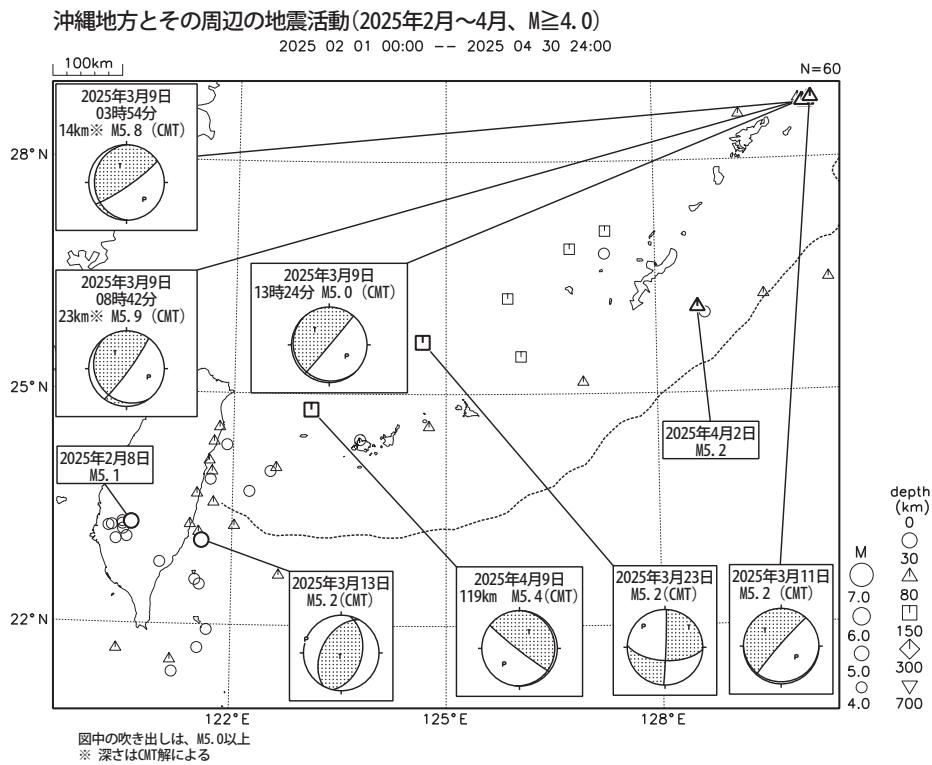 沖縄地方とその周辺の地震活動(2025年2月～4月、M≧4.0)
2025 02 01 00:00 -- 2025 04 30 24:00
100km
N=60
2025年3月9日
03時54分
14km※ M5.8 (CMT)
T
P
28°N
2025年3月9日
08時42分
23km※ M5.9 (CMT)
T
P
2025年3月9日
13時24分 M5.0 (CMT)
T
P
25°N
2025年4月2日
M5.2
2025年2月8日
M5.1
2025年3月13日
M5.2(CMT)
P
T
2025年4月9日
119km M5.4(CMT)
T
P
2025年3月23日
M5.2(CMT)
P
T
2025年3月11日
M5.2 (CMT)
T
P
22°N
122°E
125°E
128°E
M
7.0
6.0
5.0
4.0
depth
(km)
0
30
80
150
300
700
図中の吹き出しは、M5.0以上
※ 深さはCMT解による